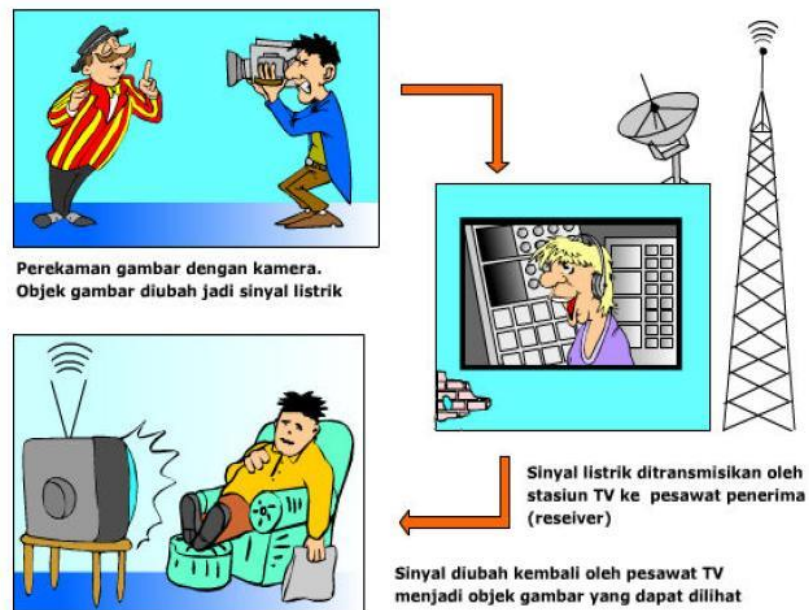 Perekaman gambar dengan kamera.
Objek gambar diubah jadi sinyal listrik
Sinyal listrik ditransmisikan oleh
stasiun TV ke pesawat penerima
(reseiver)
Sinyal diubah kembali oleh pesawat TV
menjadi objek gambar yang dapat dilihat